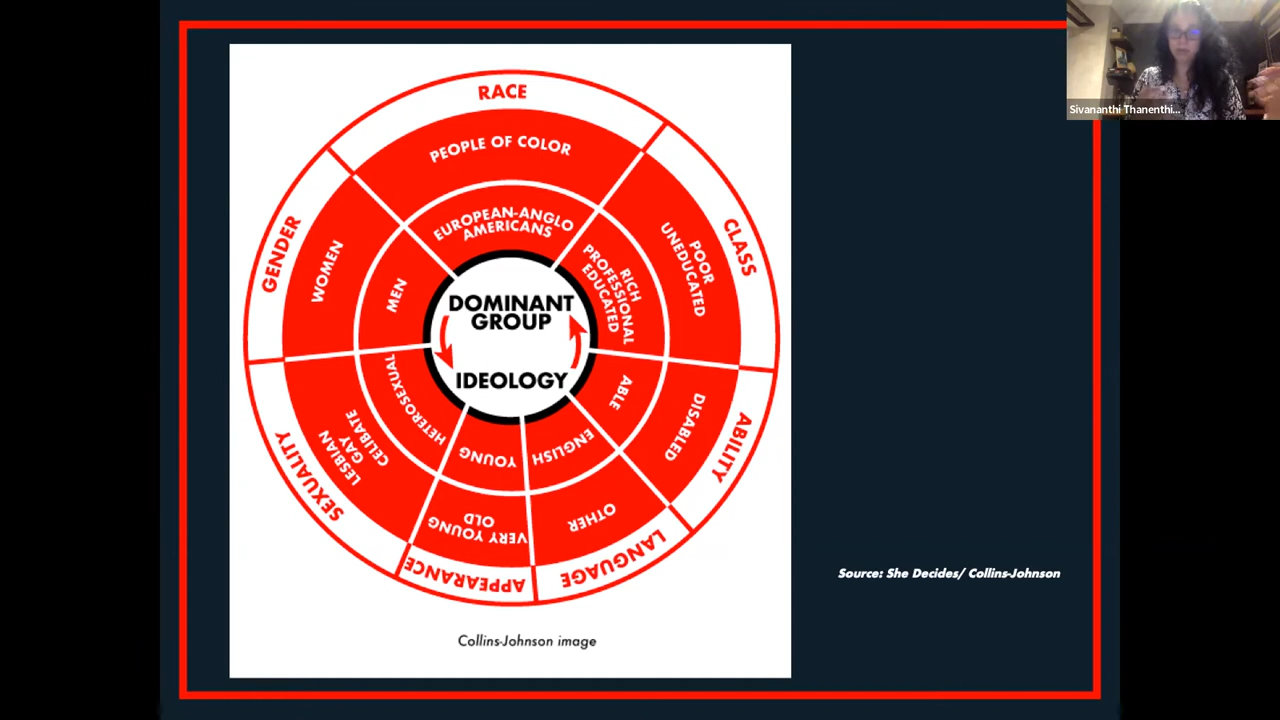 RACE
PEOPLE OF COLOR
EUROPEAN-ANGLO
AMERICANS
CLASS
POOR
UNEDUCATED
RICH
PROFESSIONAL
EDUCATED
ABILITY
DISABLED
ABLE
LANGUAGE
OTHER
ENGLISH
APPEARANCE
VERY YOUNG
OLD
YOUNG
SEXUALITY
LESBIAN
GAY
CELIBATE
HETEROSEXUAL
GENDER
WOMEN
MEN
DOMINANT
GROUP
IDEOLOGY
Collins-Johnson image
Source: She Decides/ Collins-Johnson
Sivananthi Thanenthi...